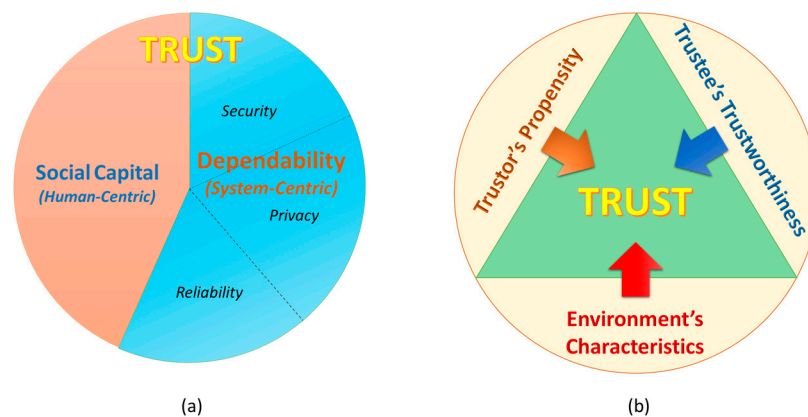 TRUST
Security
Social Capital
(Human-Centric)
Dependability
(System-Centric)
Privacy
Reliability
(a)
Trustor's Propensity
Trustee's Trustworthiness
TRUST
Environment's
Characteristics
(b)